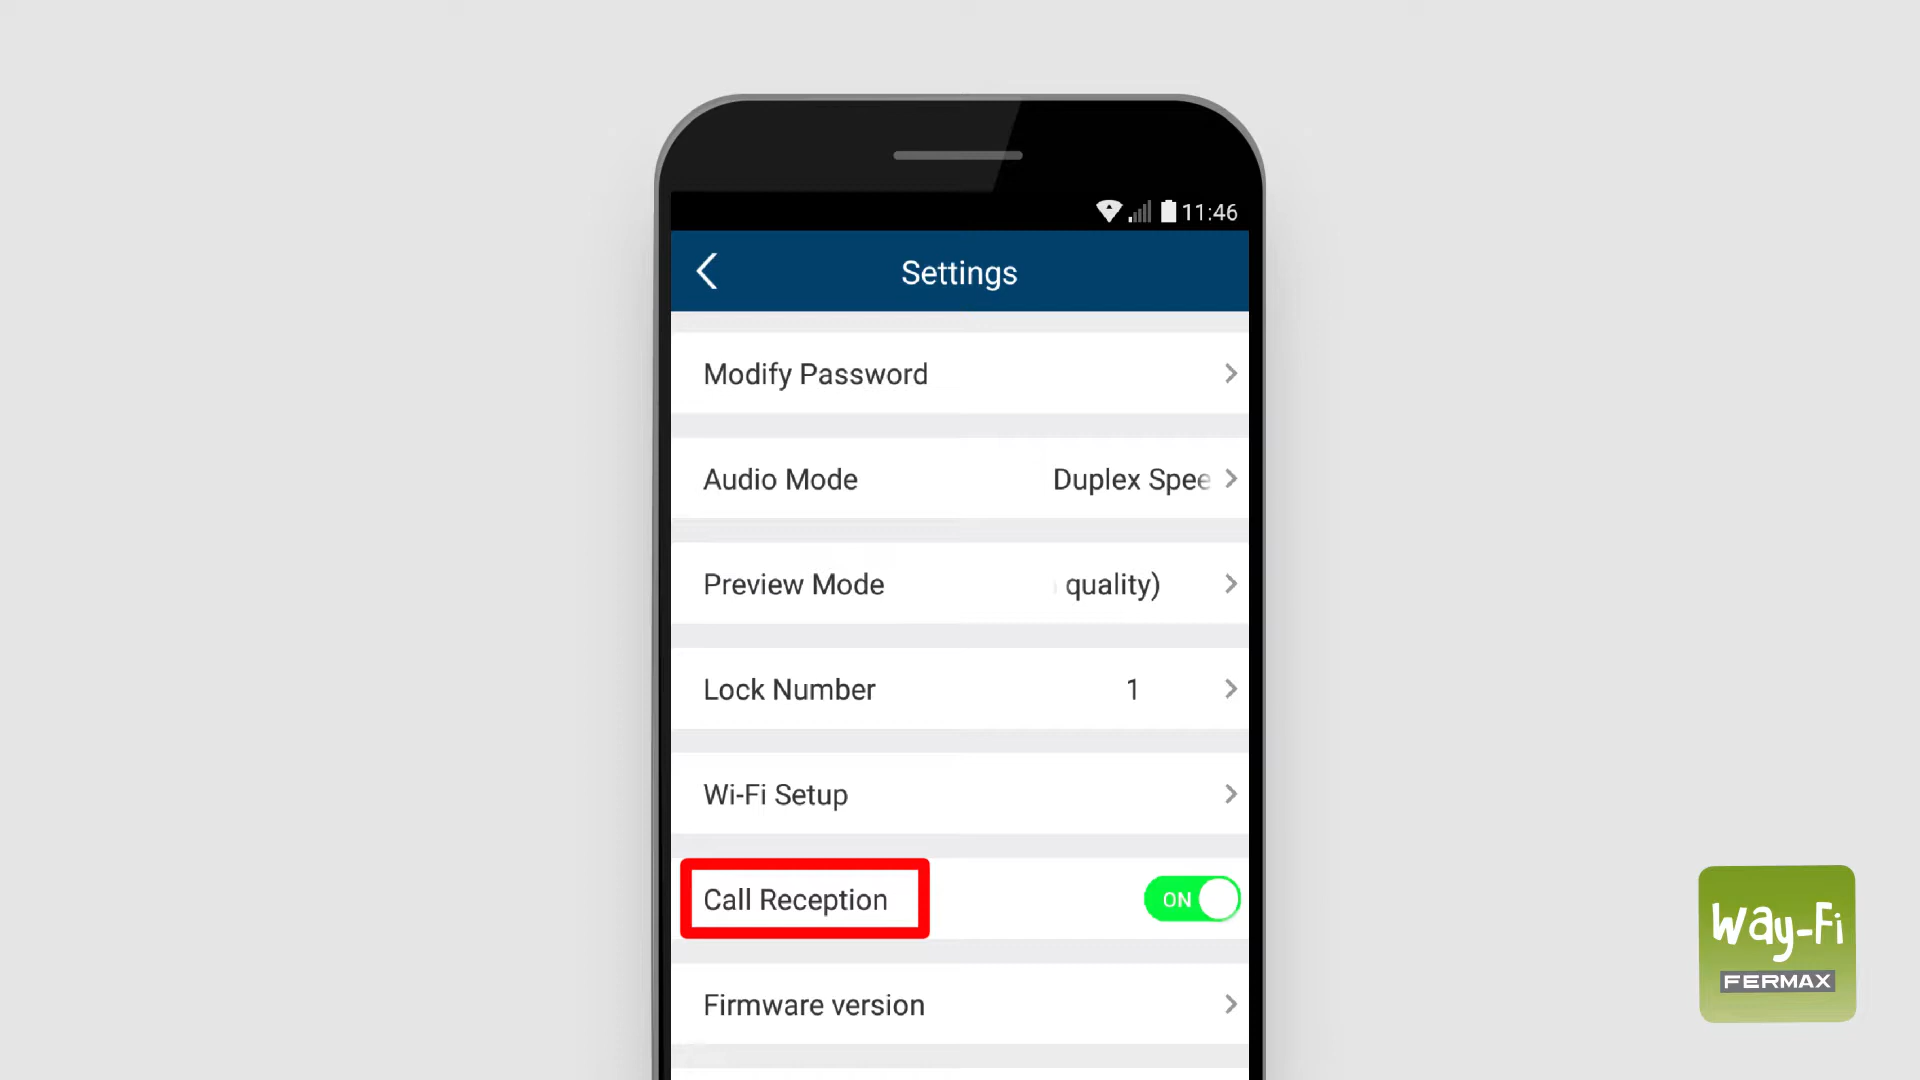 11:46
Settings
Modify Password
Audio Mode Duplex Spee
Preview Mode quality)
Lock Number 1
Wi-Fi Setup
Call Reception ON
Firmware version
Way-Fi
FERMAX